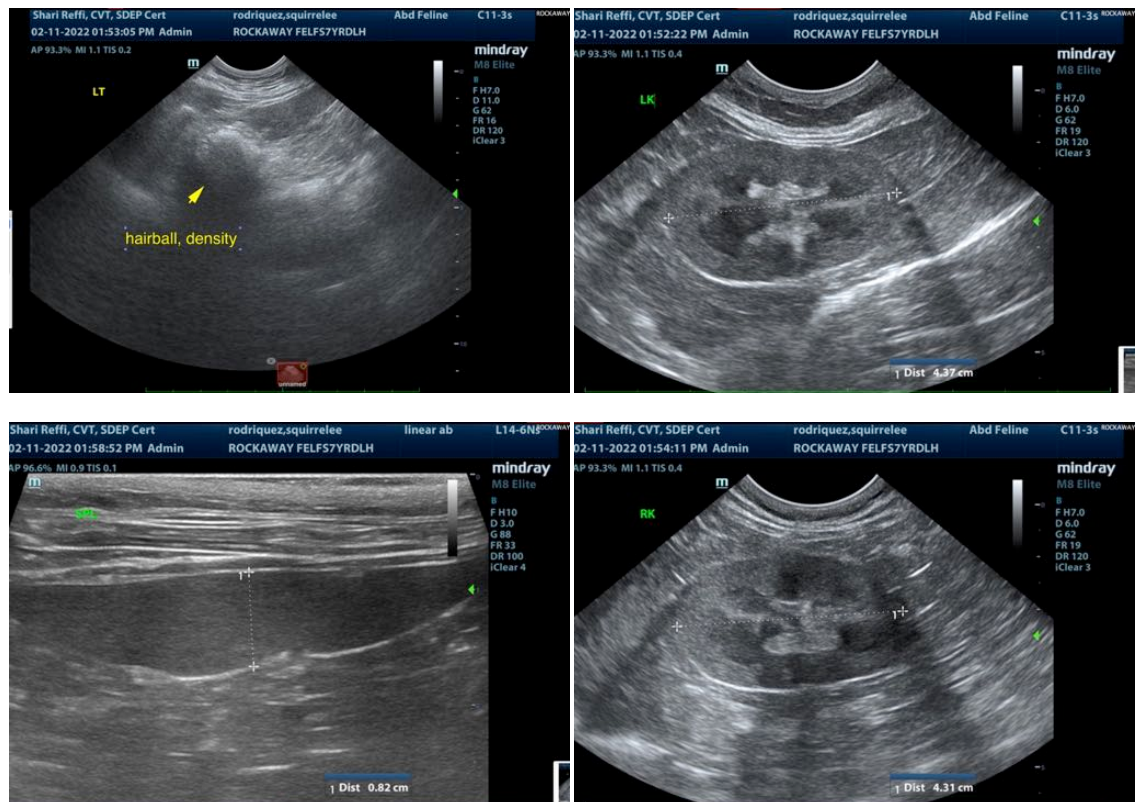 Shari Reffi, CVT, SDEP Cert rodriquez,squirrelee Abd Feline C11-3s ROCKAWAY
02-11-2022 01:53:05 PM Admin ROCKAWAY FELFS7YRDLH
AP 93.3% MI 1.1 TIS 0.2
mindray
M8 Elite
m
LT
B
F H7.0
D 11.0
G 62
FR 16
DR 120
iClear 3
hairball, density
unnamed
Shari Reffi, CVT, SDEP Cert rodriquez,squirrelee Abd Feline C11-3s ROCKAWAY
02-11-2022 01:52:22 PM Admin ROCKAWAY FELFS7YRDLH
AP 93.3% MI 1.1 TIS 0.4
mindray
M8 Elite
m
LK
B
F H7.0
D 6.0
G 62
FR 19
DR 120
iClear 3
1
5
1 Dist 4.37 cm
Shari Reffi, CVT, SDEP Cert rodriquez,squirrelee linear ab L14-6Ns ROCKAWAY
02-11-2022 01:58:52 PM Admin ROCKAWAY FELFS7YRDLH
AP 96.6% MI 0.9 TIS 0.1
mindray
M8 Elite
m
SPL
B
F H10
D 3.0
G 88
FR 33
DR 100
iClear 4
1
1 Dist 0.82 cm
Shari Reffi, CVT, SDEP Cert rodriquez,squirrelee Abd Feline C11-3s ROCKAWAY
02-11-2022 01:54:11 PM Admin ROCKAWAY FELFS7YRDLH
AP 93.3% MI 1.1 TIS 0.4
mindray
M8 Elite
m
RK
B
F H7.0
D 6.0
G 62
FR 19
DR 120
iClear 3
1
1 Dist 4.31 cm